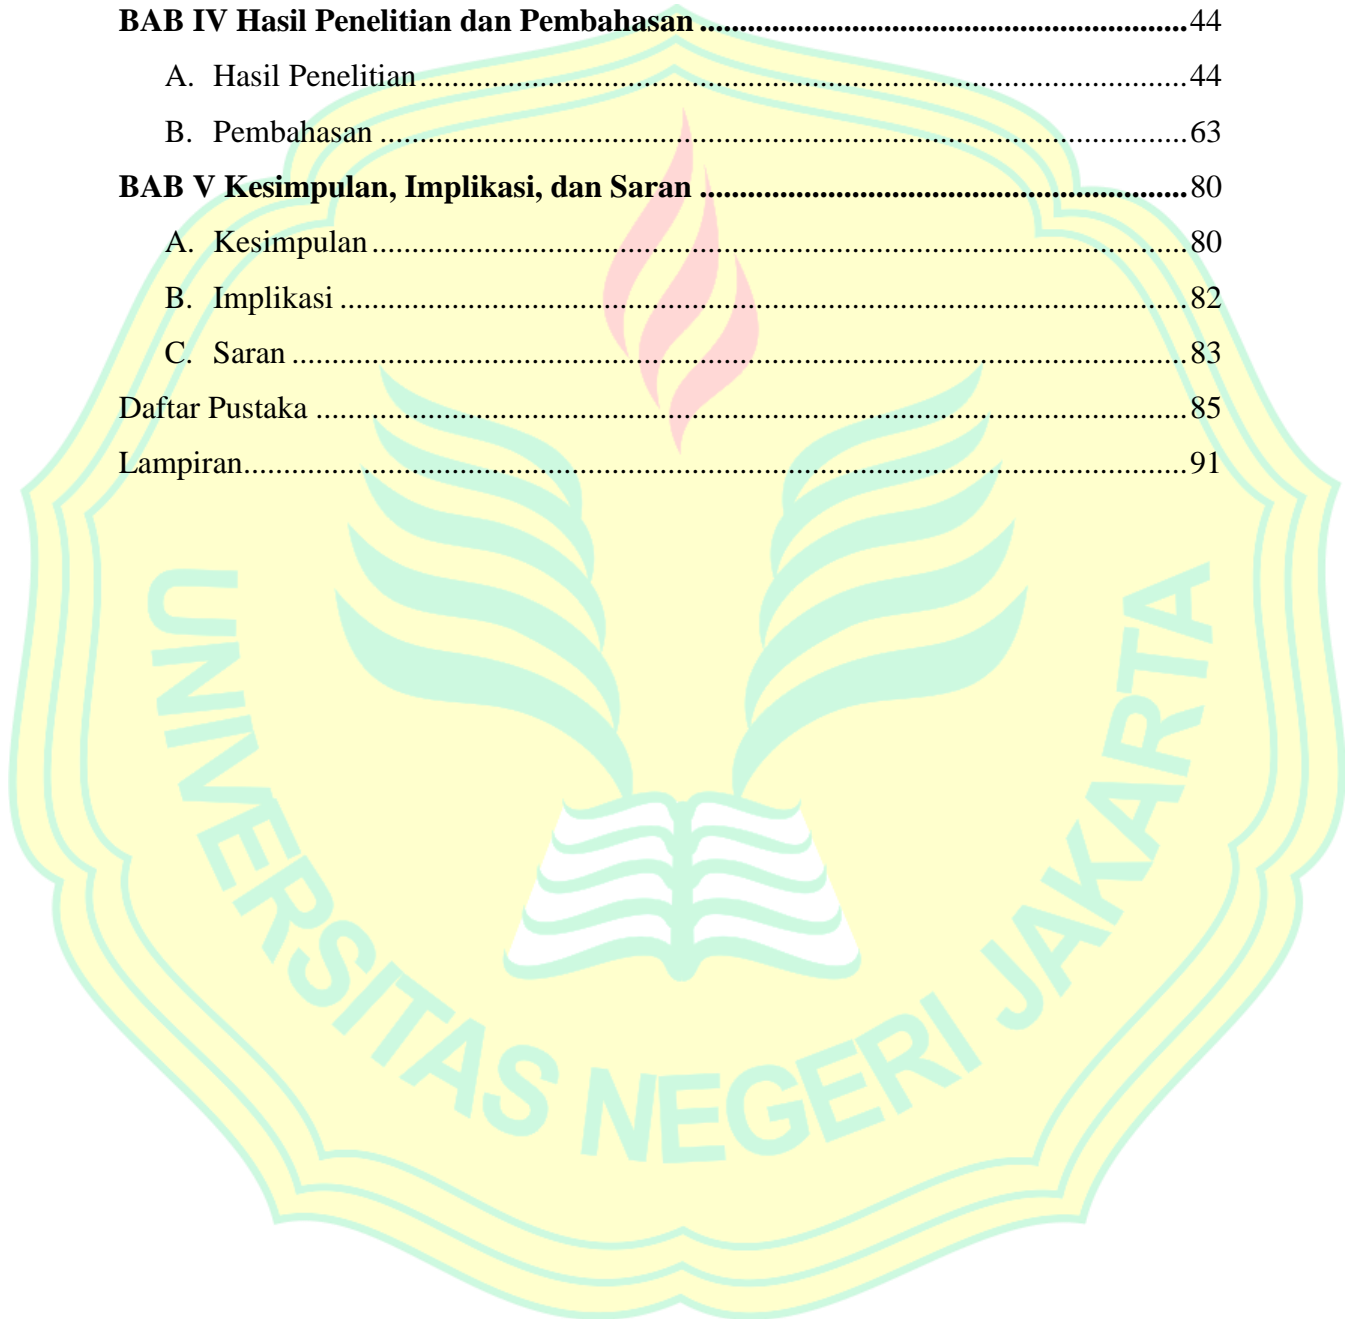 BAB IV Hasil Penelitian dan Pembahasan ............................................................. 44
A. Hasil Penelitian ................................................................................................ 44
B. Pembahasan ..................................................................................................... 63
BAB V Kesimpulan, Implikasi, dan Saran ............................................................. 80
A. Kesimpulan ...................................................................................................... 80
B. Implikasi .......................................................................................................... 82
C. Saran ................................................................................................................ 83
Daftar Pustaka ............................................................................................................. 85
Lampiran...................................................................................................................... 91
UNIVERSITAS NEGERI JAKARTA